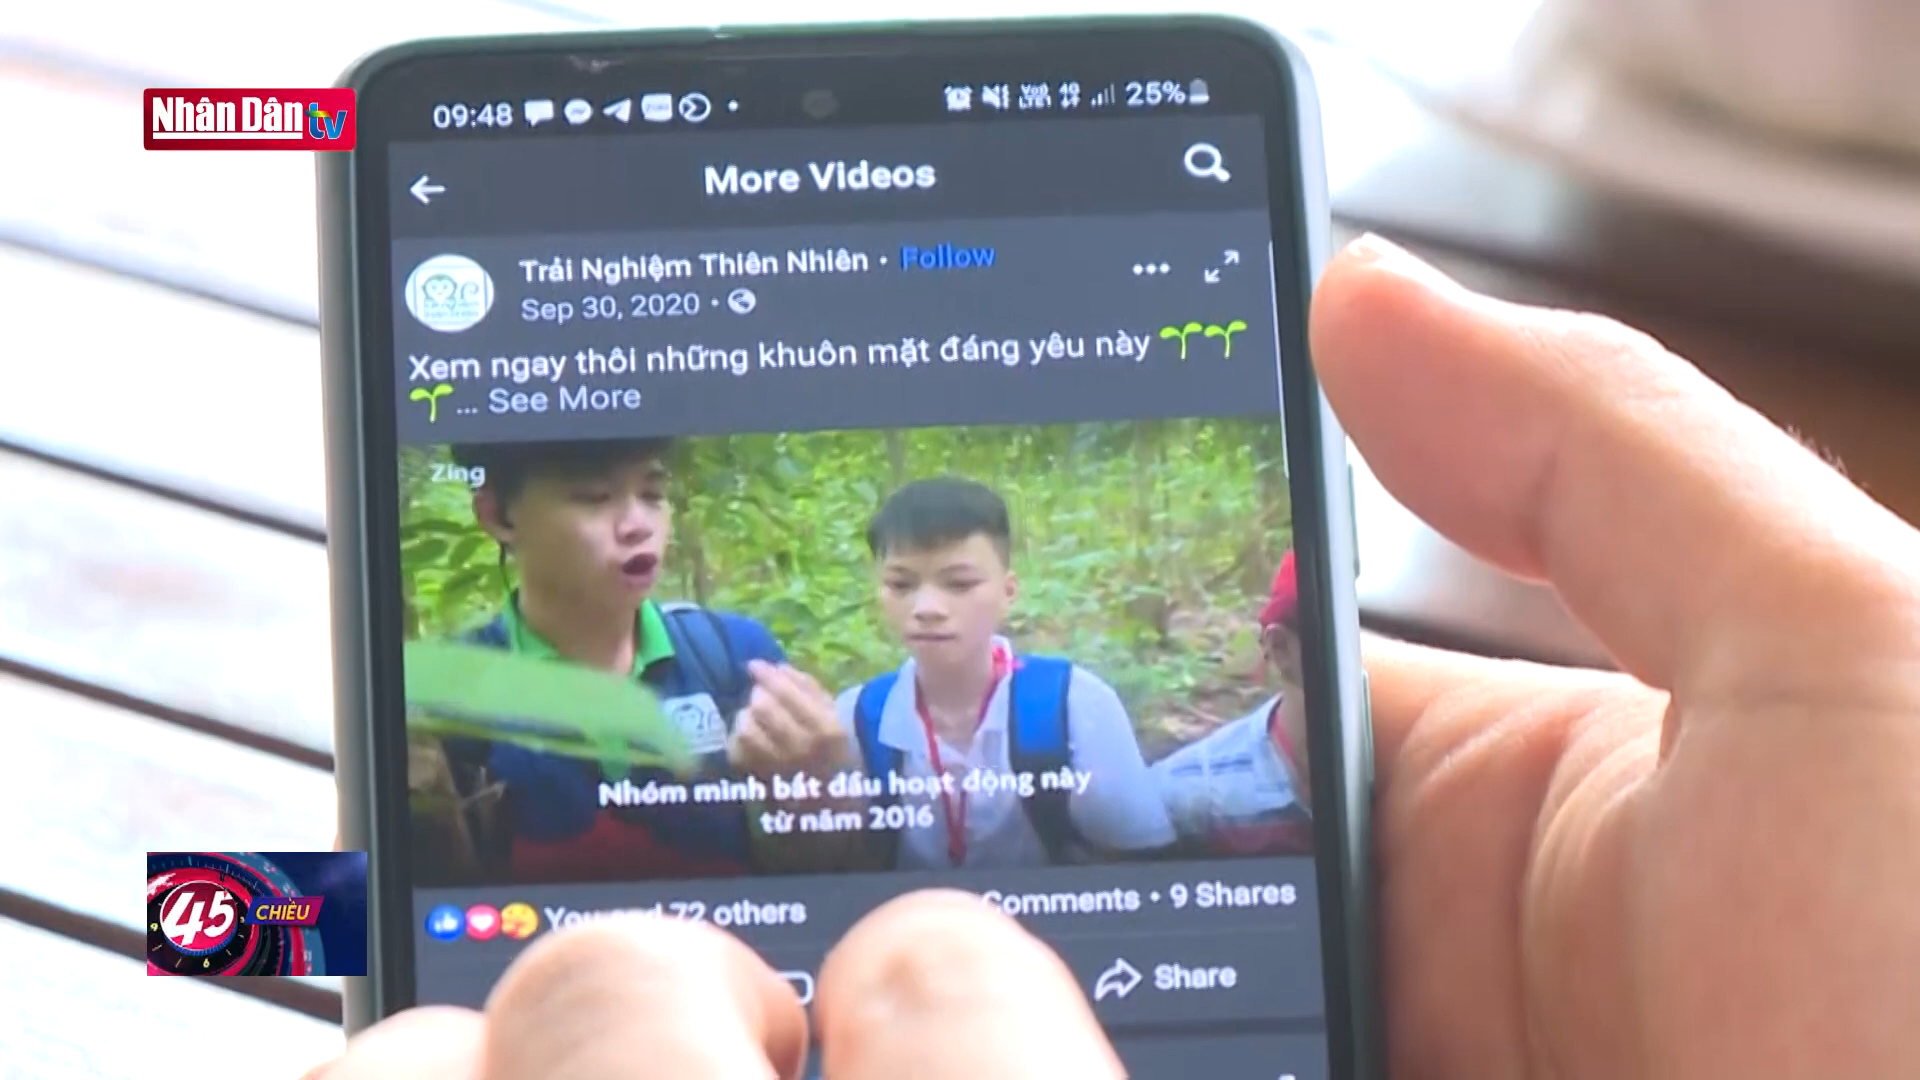 Nhân Dân tv
09:48
25%
More Videos
Trải Nghiệm Thiên Nhiên • Follow
Sep 30, 2020
Xem ngay thôi những khuôn mặt đáng yêu này
... See More
Zing
Nhóm mình bắt đầu hoạt động này
từ năm 2016
45 CHIỀU
You and 72 others
Comments • 9 Shares
Share